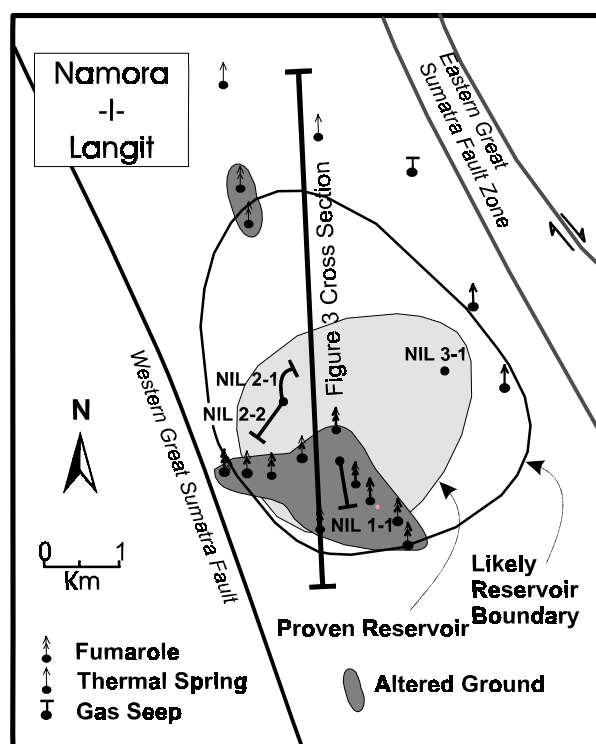 Namora
-I-
Langit
Eastern Great
Sumatra Fault Zone
Figure 3 Cross Section
Western Great Sumatra Fault
NIL 3-1
NIL 2-1
NIL 2-2
NIL 1-1
N
0 1
Km
Likely
Reservoir
Boundary
Proven Reservoir
Fumarole
Thermal Spring
Gas Seep
Altered Ground